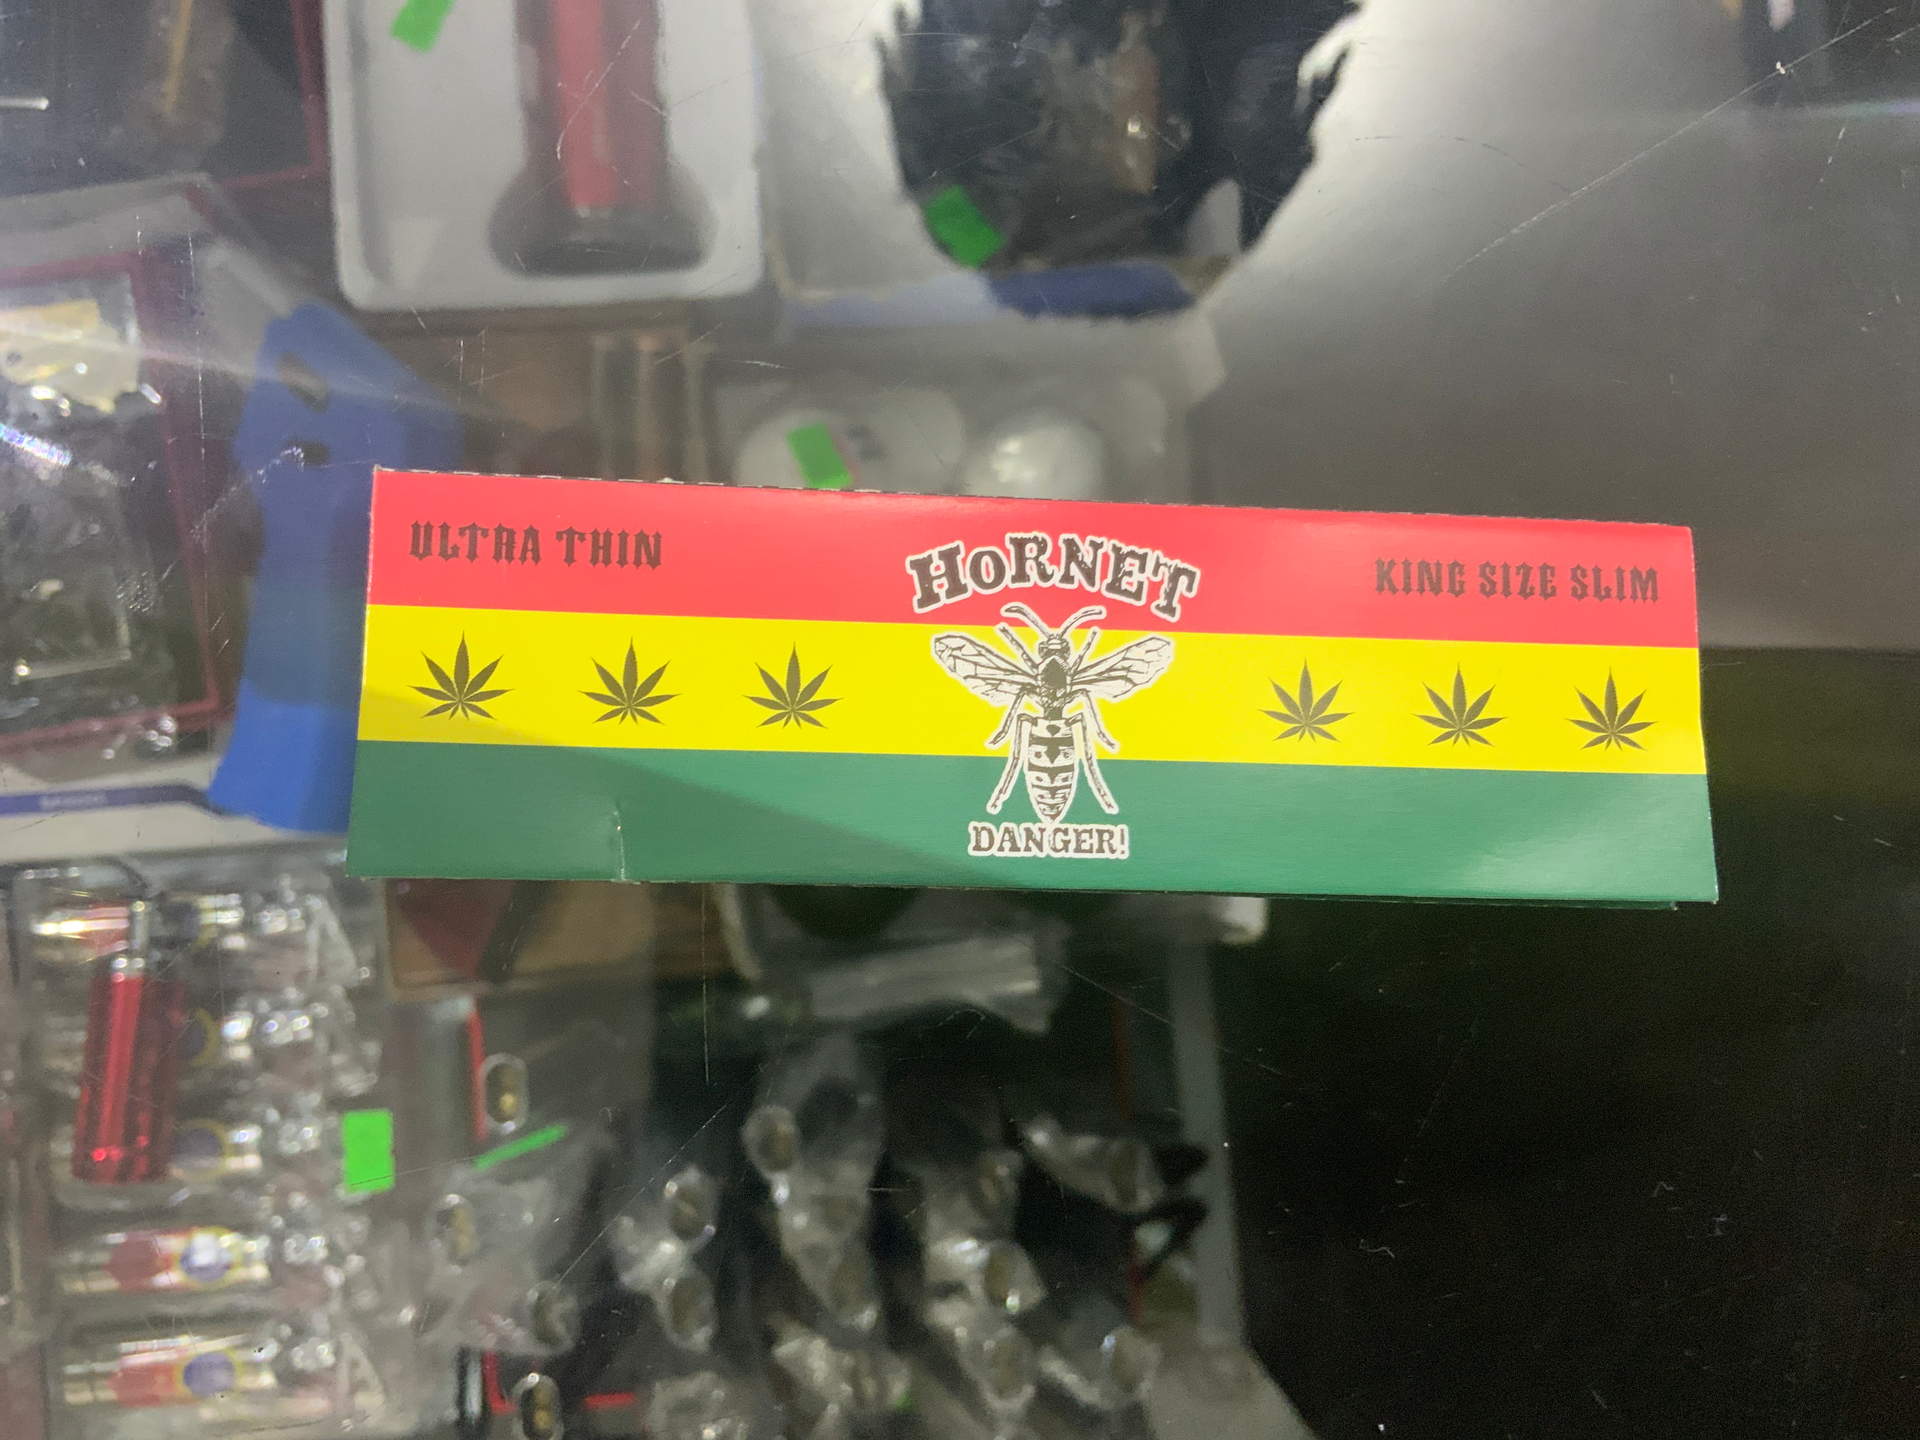 ULTRA THIN
HoRNET
KING SIZE SLIM
DANGER!